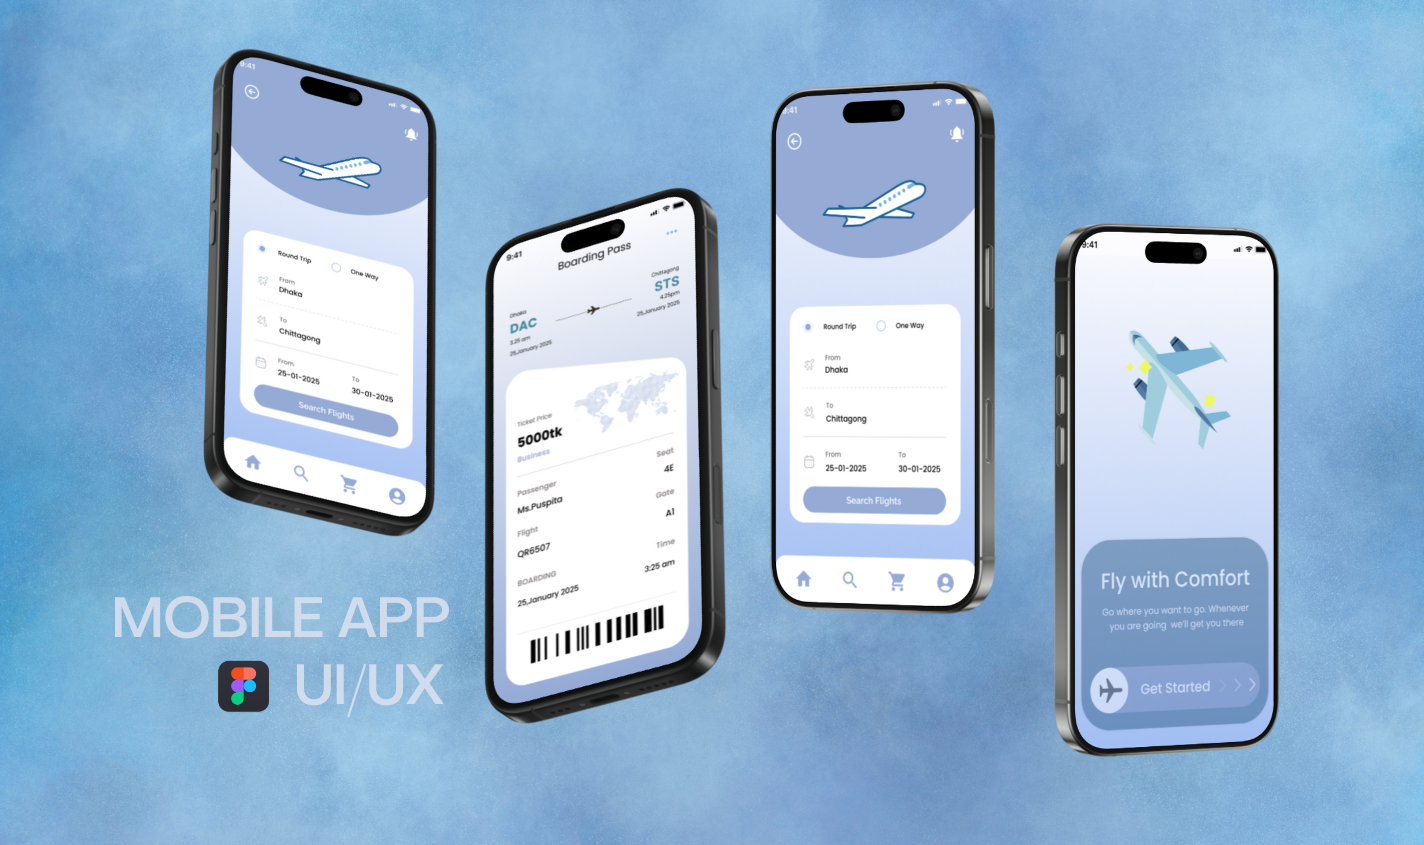 9:41
Round Trip
One Way
From
Dhaka
To
Chittagong
From
To
25-01-2025
30-01-2025
Search Flights
MOBILE APP
UI/UX
9:41
Boarding Pass
Dhaka
DAC
3:25 am
25,January 2025
Chittagong
STS
4.25pm
25,January 2025
Ticket Price
5000tk
Business
Seat
4E
Passenger
Ms.Puspita
Gate
A1
Flight
QR6507
Time
3:25 am
BOARDING
25,January 2025
9:41
Round Trip
One Way
From
Dhaka
To
Chittagong
From
To
25-01-2025
30-01-2025
Search Flights
9:41
Fly with Comfort
Go where you want to go. Whenever
you are going we'll get you there
Get Started